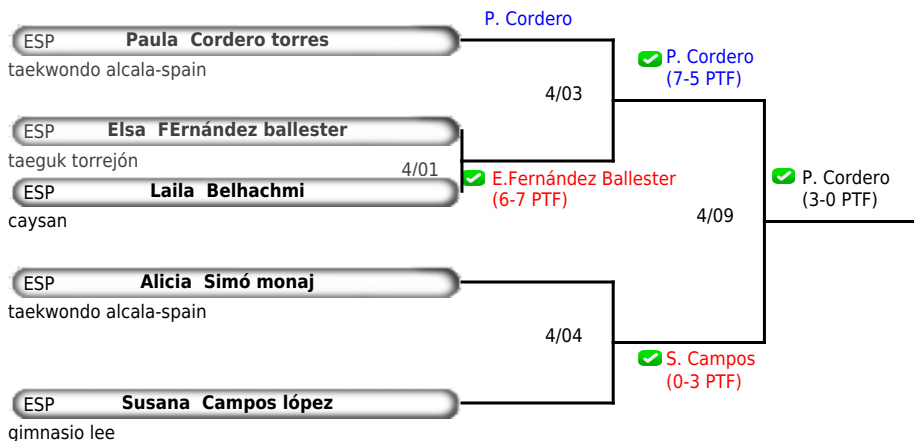 P. Cordero
ESP Paula Cordero torres
taekwondo alcala-spain
P. Cordero
(7-5 PTF)
4/03
ESP Elsa FErnández ballester
taeguk torrejón
4/01
E.Fernández Ballester
(6-7 PTF)
ESP Laila Belhachmi
caysan
P. Cordero
(3-0 PTF)
4/09
ESP Alicia Simó monaj
taekwondo alcala-spain
4/04
S. Campos
(0-3 PTF)
ESP Susana Campos lópez
gimnasio lee